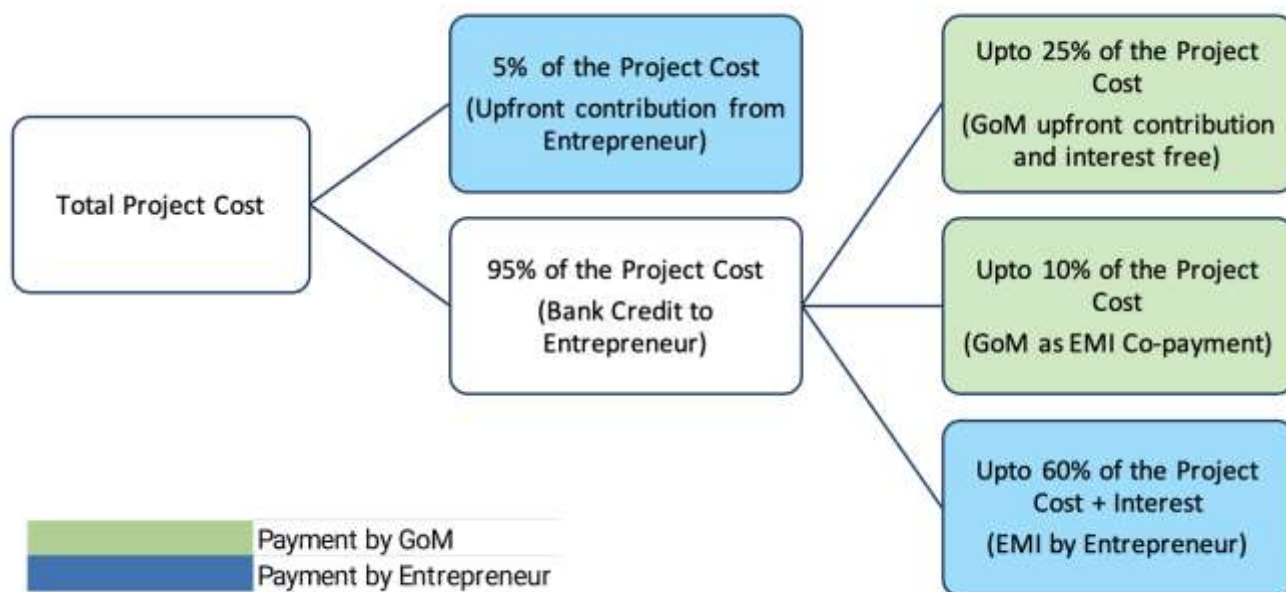 Total Project Cost
5% of the Project Cost
(Upfront contribution from
Entrepreneur)
95% of the Project Cost
(Bank Credit to
Entrepreneur)
Upto 25% of the Project
Cost
(GoM upfront contribution
and interest free)
Upto 10% of the Project
Cost
(GoM as EMI Co-payment)
Upto 60% of the Project
Cost + Interest
(EMI by Entrepreneur)
Payment by GoM
Payment by Entrepreneur